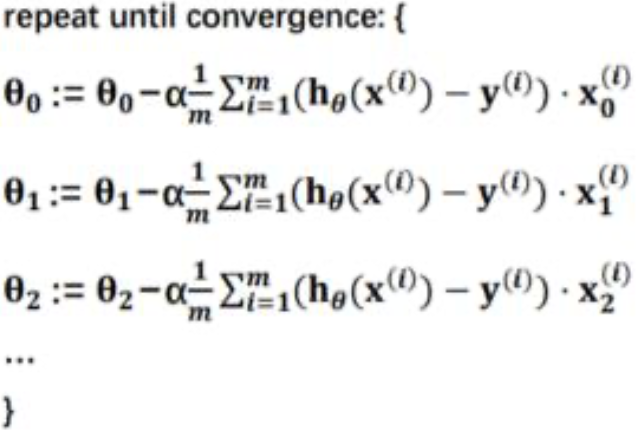 repeat until convergence: {
θ₀ := θ₀−α 1/m ∑ᵢ₌₁ᵐ(h_θ(x⁽ⁱ⁾) − y⁽ⁱ⁾) · x₀⁽ⁱ⁾
θ₁ := θ₁−α 1/m ∑ᵢ₌₁ᵐ(h_θ(x⁽ⁱ⁾) − y⁽ⁱ⁾) · x₁⁽ⁱ⁾
θ₂ := θ₂−α 1/m ∑ᵢ₌₁ᵐ(h_θ(x⁽ⁱ⁾) − y⁽ⁱ⁾) · x₂⁽ⁱ⁾
...
}